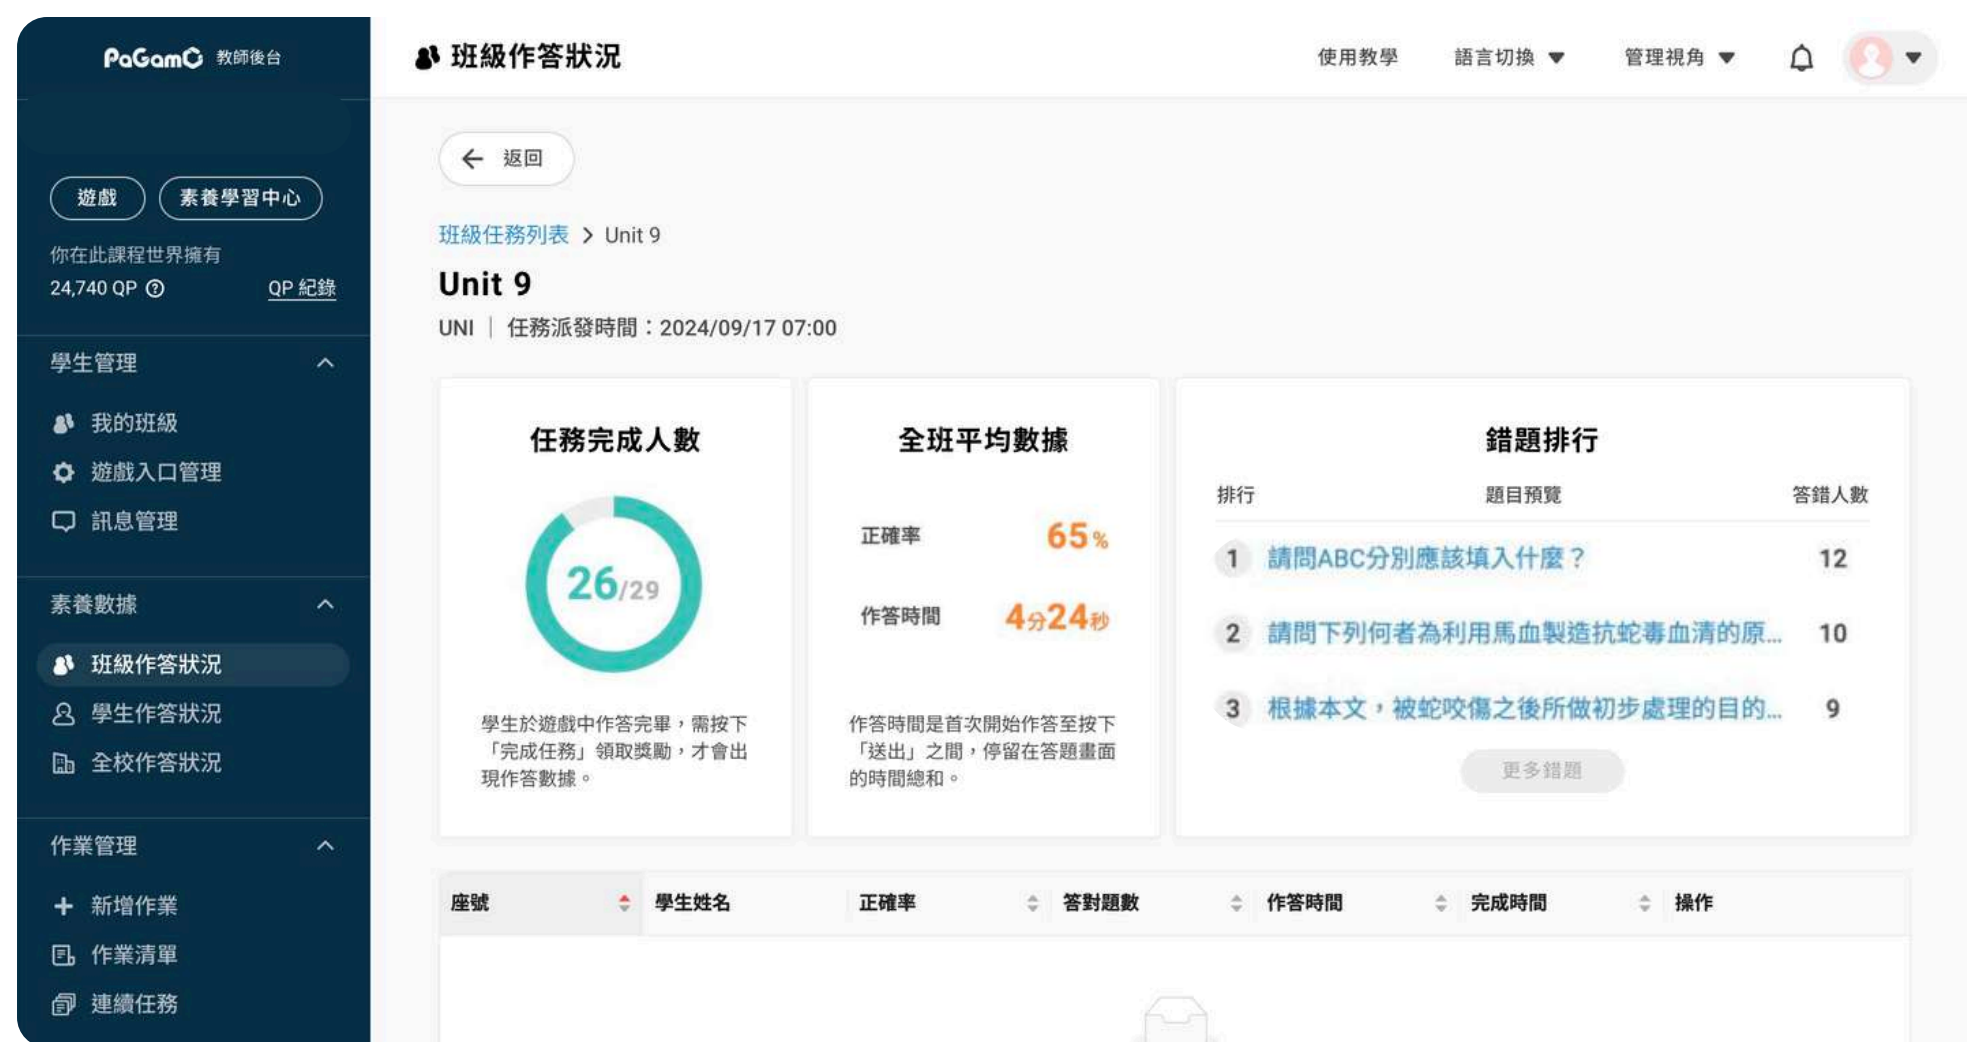 PaGamO 教師後台
遊戲
素養學習中心
你在此課程世界擁有
24,740 QP
QP 紀錄
學生管理
我的班級
遊戲入口管理
訊息管理
素養數據
班級作答狀況
學生作答狀況
全校作答狀況
作業管理
新增作業
作業清單
連續任務
班級作答狀況
使用教學
語言切換
管理視角
返回
班級任務列表 > Unit 9
Unit 9
UNI | 任務派發時間：2024/09/17 07:00
任務完成人數
26/29
學生於遊戲中作答完畢，需按下
「完成任務」領取獎勵，才會出
現作答數據。
全班平均數據
正確率 65%
作答時間 4分24秒
作答時間是首次開始作答至按下
「送出」之間，停留在答題畫面
的時間總和。
錯題排行
排行 題目預覽 答錯人數
1 請問ABC分別應該填入什麼？ 12
2 請問下列何者為利用馬血製造抗蛇毒血清的原... 10
3 根據本文，被蛇咬傷之後所做初步處理的目的... 9
更多錯題
座號 學生姓名 正確率 答對題數 作答時間 完成時間 操作